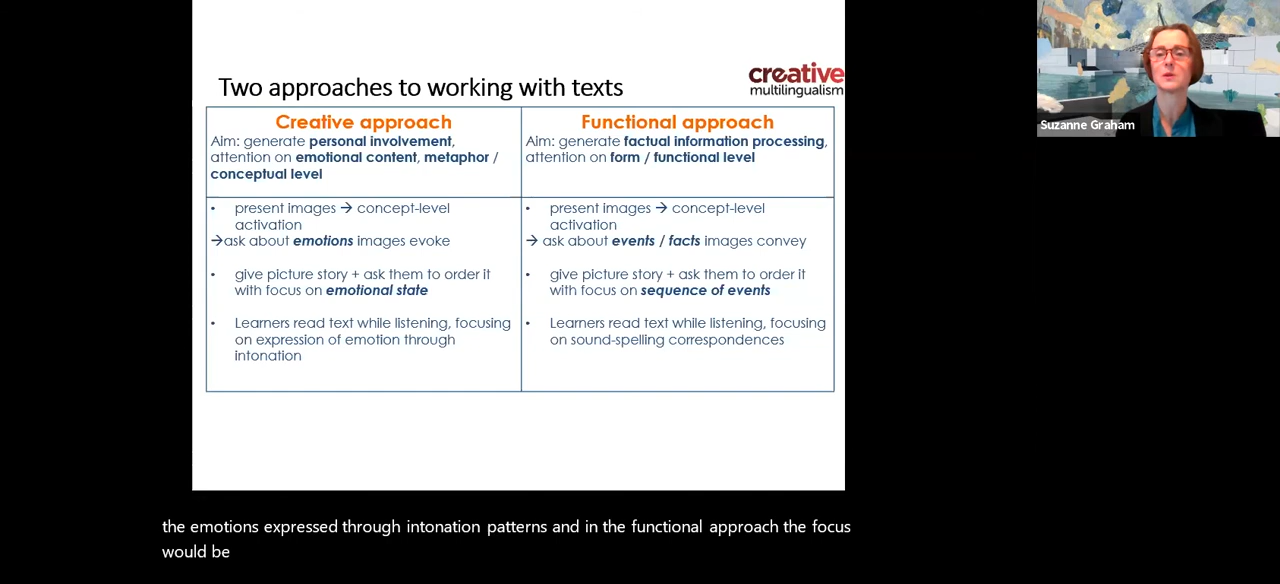 Two approaches to working with texts
creative
multilingualism
Creative approach
Aim: generate personal involvement,
attention on emotional content, metaphor /
conceptual level
Functional approach
Aim: generate factual information processing,
attention on form / functional level
• present images → concept-level
activation
→ask about emotions images evoke
• give picture story + ask them to order it
with focus on emotional state
• Learners read text while listening, focusing
on expression of emotion through
intonation
• present images → concept-level
activation
→ ask about events / facts images convey
• give picture story + ask them to order it
with focus on sequence of events
• Learners read text while listening, focusing
on sound-spelling correspondences
Suzanne Graham
the emotions expressed through intonation patterns and in the functional approach the focus
would be